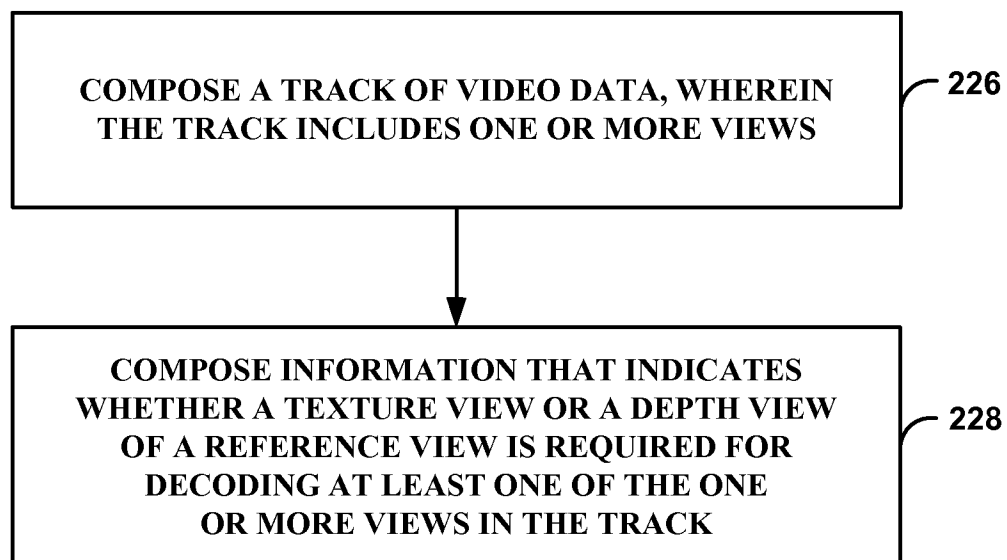 COMPOSE A TRACK OF VIDEO DATA, WHEREIN
THE TRACK INCLUDES ONE OR MORE VIEWS
226
COMPOSE INFORMATION THAT INDICATES
WHETHER A TEXTURE VIEW OR A DEPTH VIEW
OF A REFERENCE VIEW IS REQUIRED FOR
DECODING AT LEAST ONE OF THE ONE
OR MORE VIEWS IN THE TRACK
228